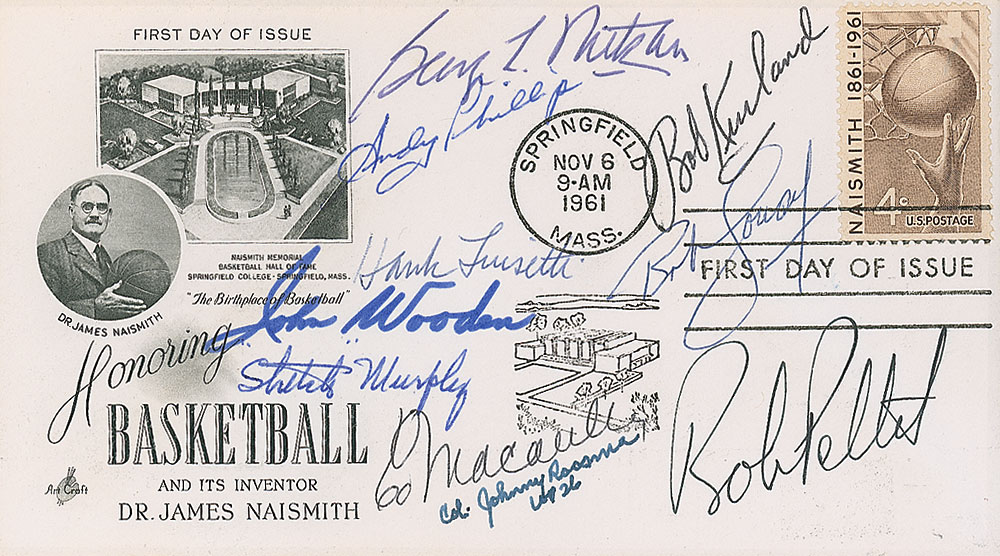 FIRST DAY OF ISSUE
NAISMITH MEMORIAL
BASKETBALL HALL OF FAME
SPRINGFIELD COLLEGE · SPRINGFIELD, MASS.
"The Birthplace of Basketball"
DR. JAMES NAISMITH
Honoring
BASKETBALL
AND ITS INVENTOR
DR. JAMES NAISMITH
Art Craft
George L. Mikan
Andy Phillip
Bob Kurland
Bob Cousy
Hank Luisetti
John Wooden
"Stretch" Murphy
Ed Macauley
Col. Johnny Roosma
USMA 26
Bob Pettit
SPRINGFIELD
NOV 6
9-AM
1961
MASS.
NAISMITH 1861-1961
4c
U.S. POSTAGE
FIRST DAY OF ISSUE